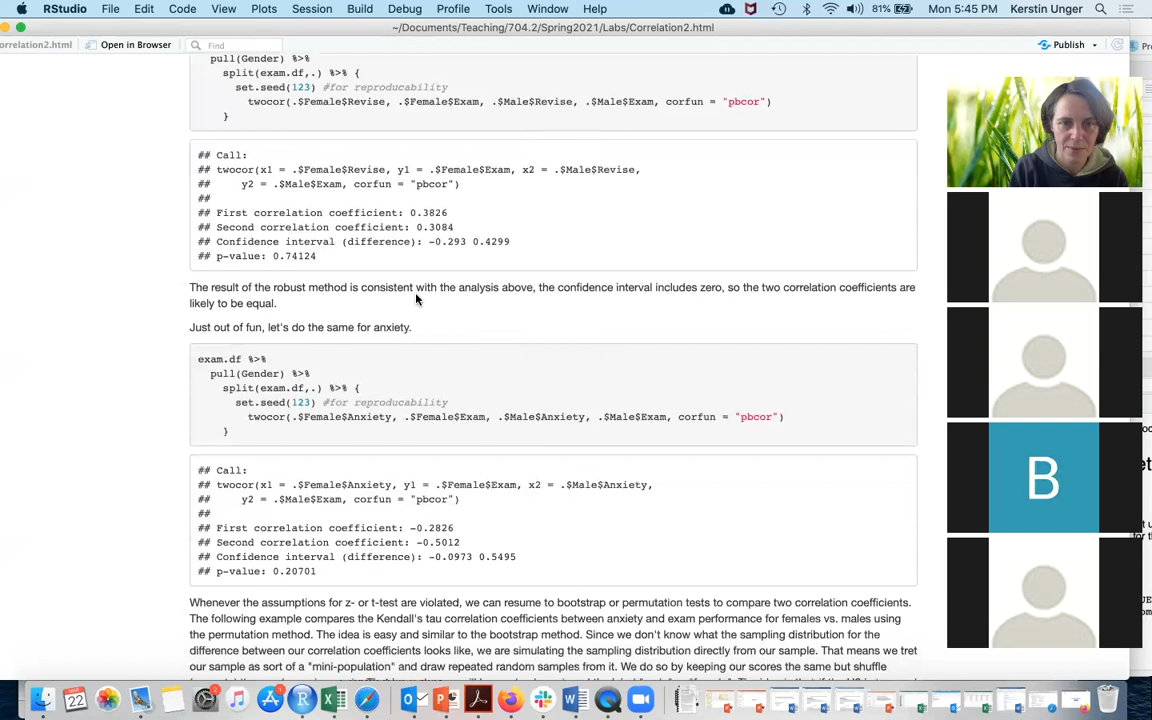 RStudio File Edit Code View Plots Session Build Debug Profile Tools Window Help 81% Mon 5:45 PM Kerstin Unger
~/Documents/Teaching/704.2/Spring2021/Labs/Correlation2.html
orrelation2.html Open in Browser Find Publish
pull(Gender) %>%
split(exam.df,.) %>% {
set.seed(123) #for reproducability
twocor(.$Female$Revise, .$Female$Exam, .$Male$Revise, .$Male$Exam, corfun = "pbcor")
}
## Call:
## twocor(x1 = .$Female$Revise, y1 = .$Female$Exam, x2 = .$Male$Revise,
## y2 = .$Male$Exam, corfun = "pbcor")
##
## First correlation coefficient: 0.3826
## Second correlation coefficient: 0.3084
## Confidence interval (difference): -0.293 0.4299
## p-value: 0.74124
The result of the robust method is consistent with the analysis above, the confidence interval includes zero, so the two correlation coefficients are
likely to be equal.
Just out of fun, let's do the same for anxiety.
exam.df %>%
pull(Gender) %>%
split(exam.df,.) %>% {
set.seed(123) #for reproducability
twocor(.$Female$Anxiety, .$Female$Exam, .$Male$Anxiety, .$Male$Exam, corfun = "pbcor")
}
## Call:
## twocor(x1 = .$Female$Anxiety, y1 = .$Female$Exam, x2 = .$Male$Anxiety,
## y2 = .$Male$Exam, corfun = "pbcor")
##
## First correlation coefficient: -0.2826
## Second correlation coefficient: -0.5012
## Confidence interval (difference): -0.0973 0.5495
## p-value: 0.20701
Whenever the assumptions for z- or t-test are violated, we can resume to bootstrap or permutation tests to compare two correlation coefficients.
The following example compares the Kendall's tau correlation coefficients between anxiety and exam performance for females vs. males using
the permutation method. The idea is easy and similar to the bootstrap method. Since we don't know what the sampling distribution for the
difference between our correlation coefficients looks like, we are simulating the sampling distribution directly from our sample. That means we tret
our sample as sort of a "mini-population" and draw repeated random samples from it. We do so by keeping our scores the same but shuffle
B